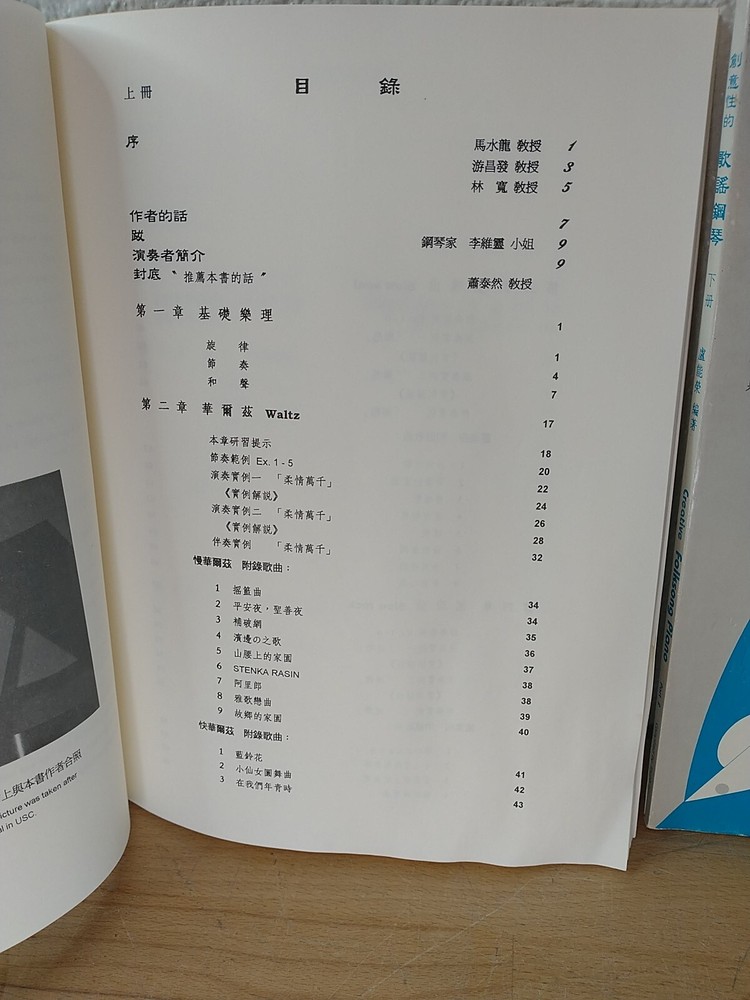 上冊 目 錄
序 馬水龍 教授 1
游昌發 教授 3
林 寬 教授 5
作者的話 7
跋 鋼琴家 李維靈 小姐 9
演奏者簡介 9
封底〝推薦本書的話〞 蕭泰然 教授
第一章 基礎樂理 1
旋 律 1
節 奏 4
和 聲 7
第二章 華爾茲 Waltz 17
本章研習提示 18
節奏範例 Ex. 1 - 5 20
演奏實例一 「柔情萬千」 22
《實例解說》 24
演奏實例二 「柔情萬千」 26
《實例解說》 28
伴奏實例 「柔情萬千」 32
慢華爾茲 附錄歌曲：
1 搖籃曲 34
2 平安夜，聖善夜 34
3 補破網 35
4 濱邊の之歌 36
5 山腰上的家園 37
6 STENKA RASIN 38
7 阿里郎 38
8 雅歌戀曲 39
9 故鄉的家園 40
快華爾茲 附錄歌曲：
1 藍鈴花 41
2 小仙女圓舞曲 42
3 在我們年青時 43
上與本書作者合照
icture was taken after
al in USC.
創意性的 歌謠鋼琴 下冊 盧能榮 編著
Creative Folksong Piano